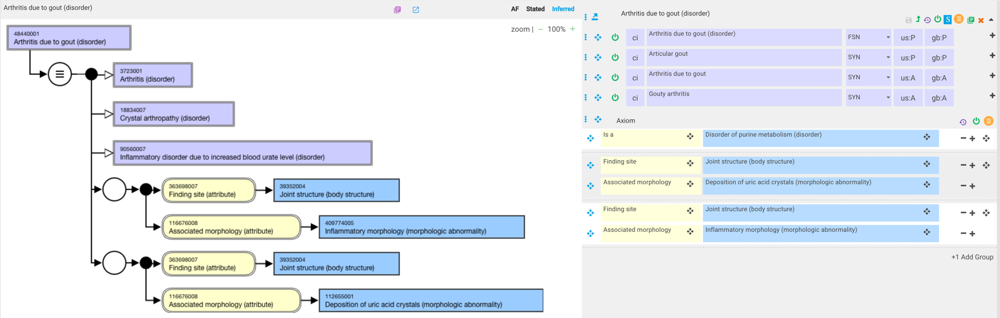 Arthritis due to gout (disorder)
AF Stated Inferred
zoom | − 100% +
48440001
Arthritis due to gout (disorder)
3723001
Arthritis (disorder)
18834007
Crystal arthropathy (disorder)
90560007
Inflammatory disorder due to increased blood urate level (disorder)
363698007
Finding site (attribute)
39352004
Joint structure (body structure)
116676008
Associated morphology (attribute)
409774005
Inflammatory morphology (morphologic abnormality)
363698007
Finding site (attribute)
39352004
Joint structure (body structure)
116676008
Associated morphology (attribute)
112655001
Deposition of uric acid crystals (morphologic abnormality)
Arthritis due to gout (disorder)
S
ci Arthritis due to gout (disorder) FSN us:P gb:P +
ci Articular gout SYN us:P gb:P +
ci Arthritis due to gout SYN us:A gb:A +
ci Gouty arthritis SYN us:A gb:A +
Axiom
Is a Disorder of purine metabolism (disorder) − +
Finding site Joint structure (body structure) − +
Associated morphology Deposition of uric acid crystals (morphologic abnormality) − +
Finding site Joint structure (body structure) − +
Associated morphology Inflammatory morphology (morphologic abnormality) − +
+1 Add Group